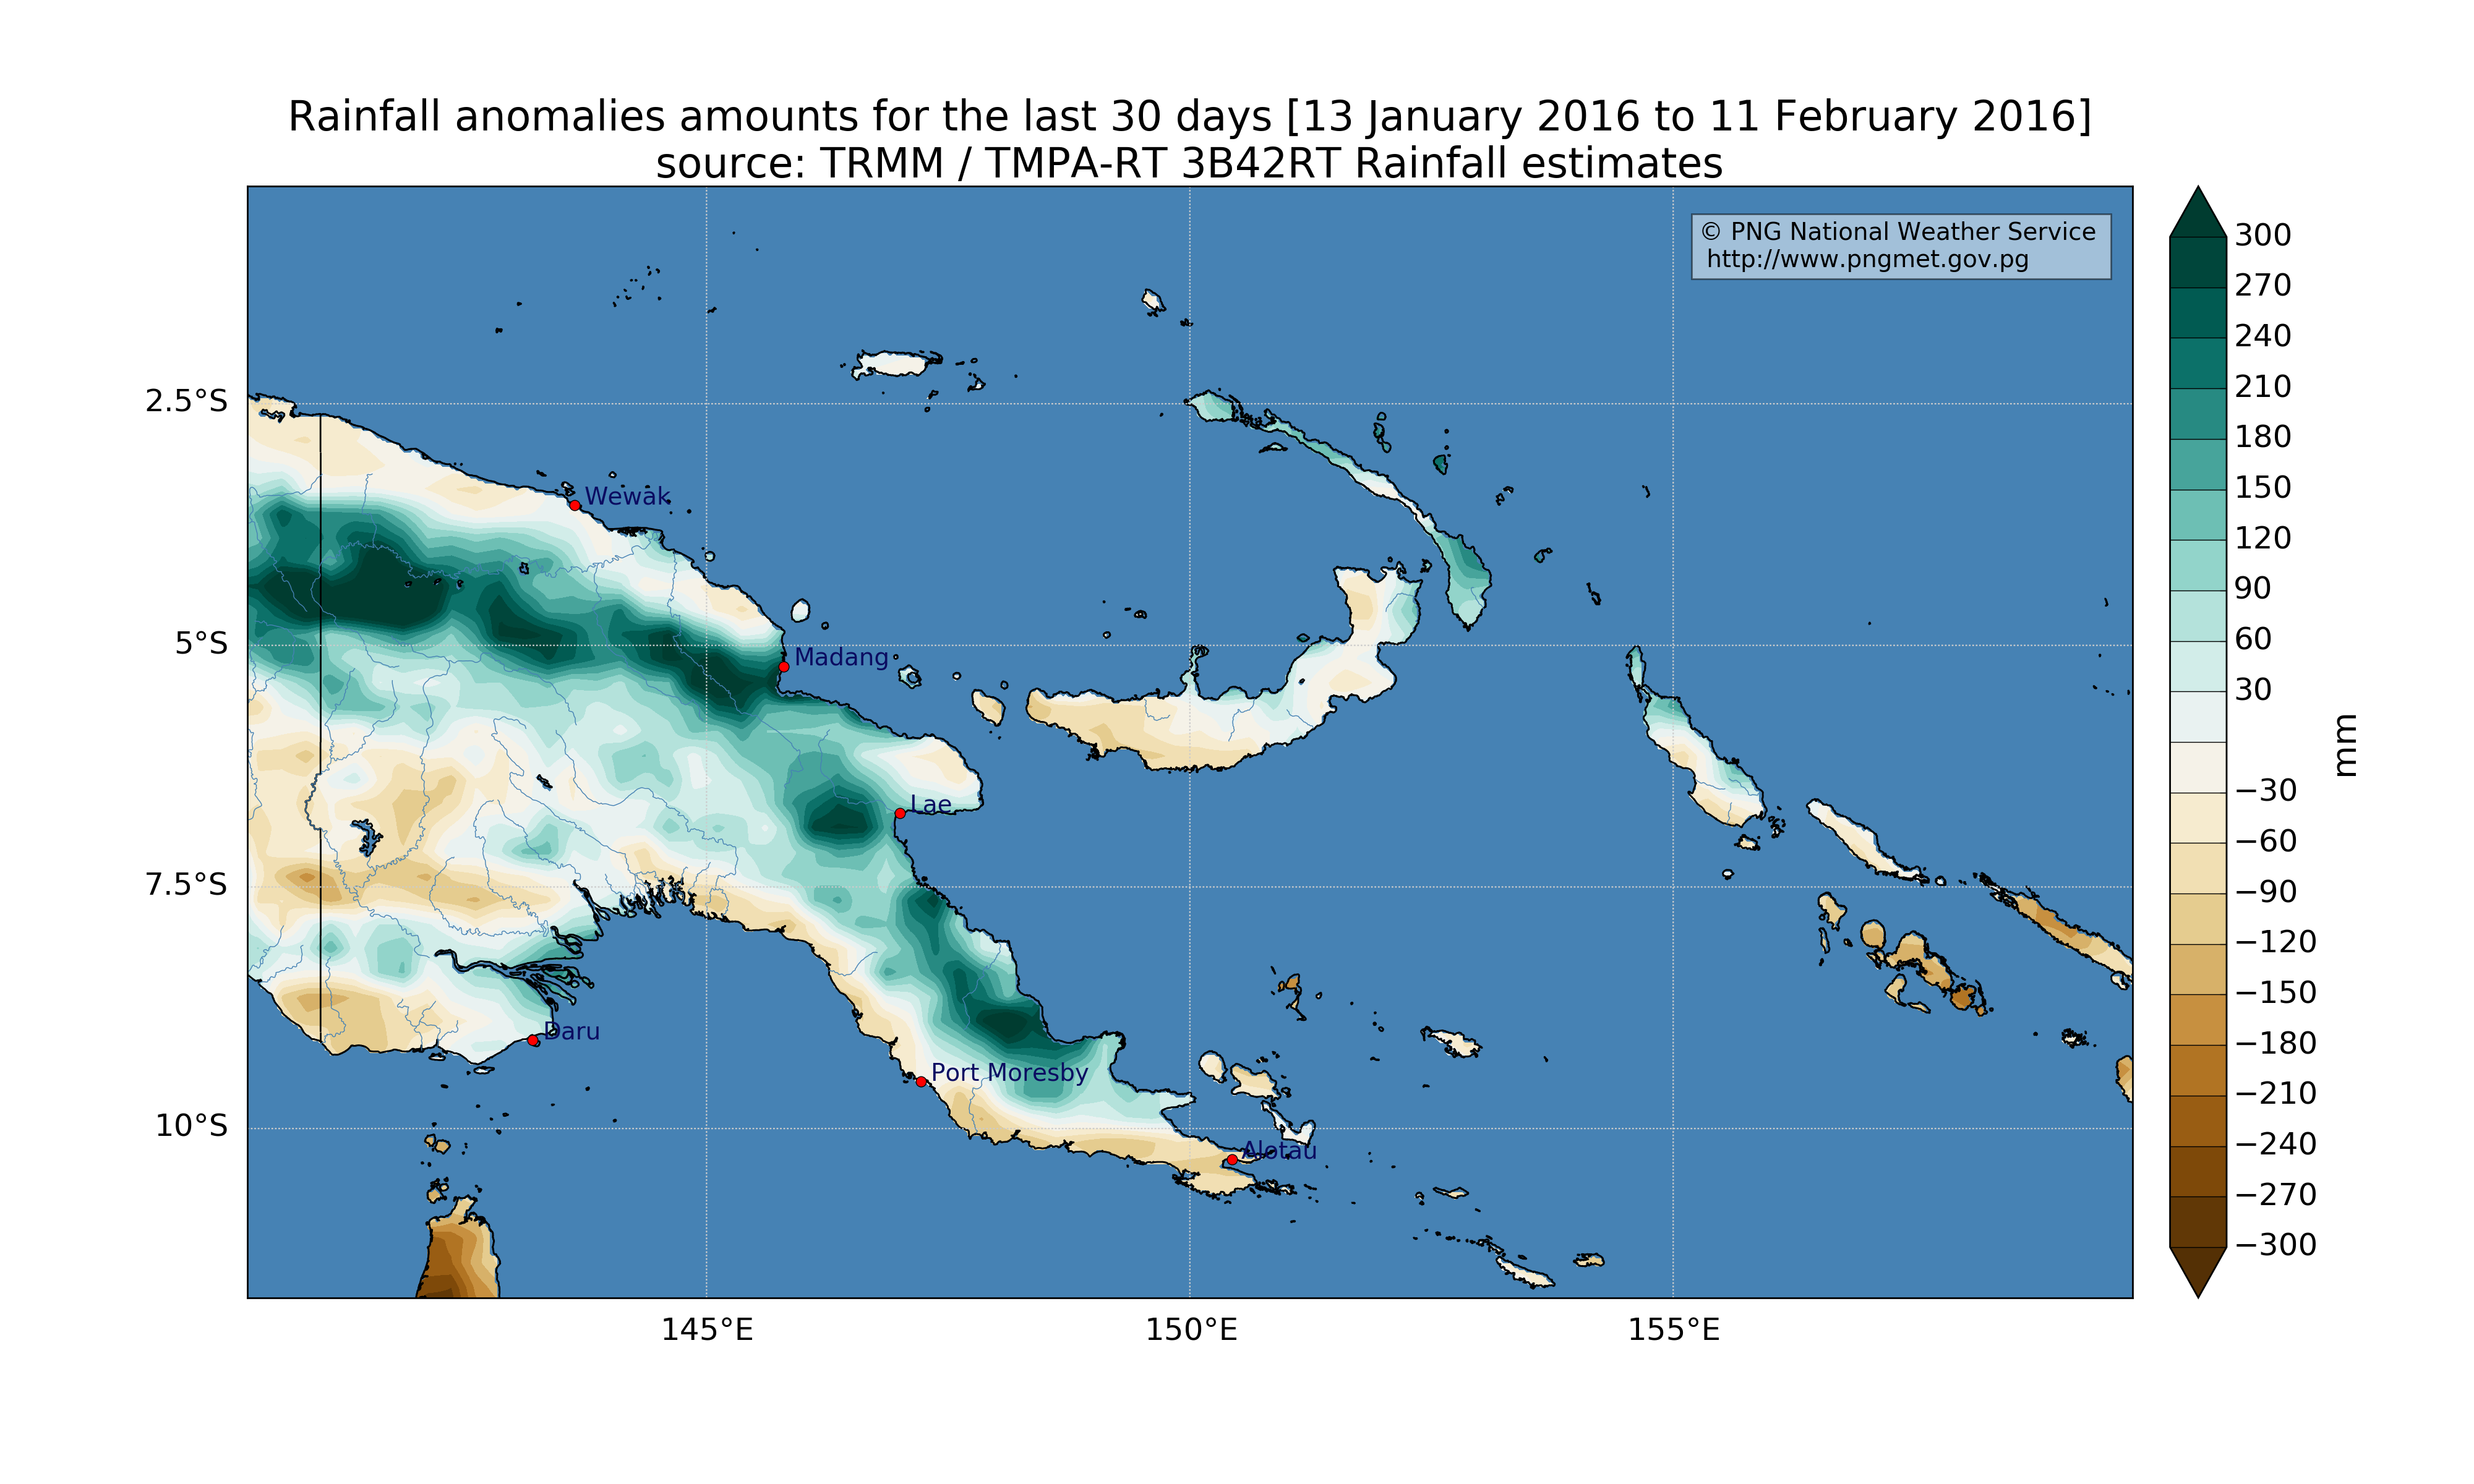 Rainfall anomalies amounts for the last 30 days [13 January 2016 to 11 February 2016]
source: TRMM / TMPA-RT 3B42RT Rainfall estimates
© PNG National Weather Service
http://www.pngmet.gov.pg
2.5°S
5°S
7.5°S
10°S
145°E
150°E
155°E
Wewak
Madang
Lae
Daru
Port Moresby
Alotau
300
270
240
210
180
150
120
90
60
30
−30
−60
−90
−120
−150
−180
−210
−240
−270
−300
mm